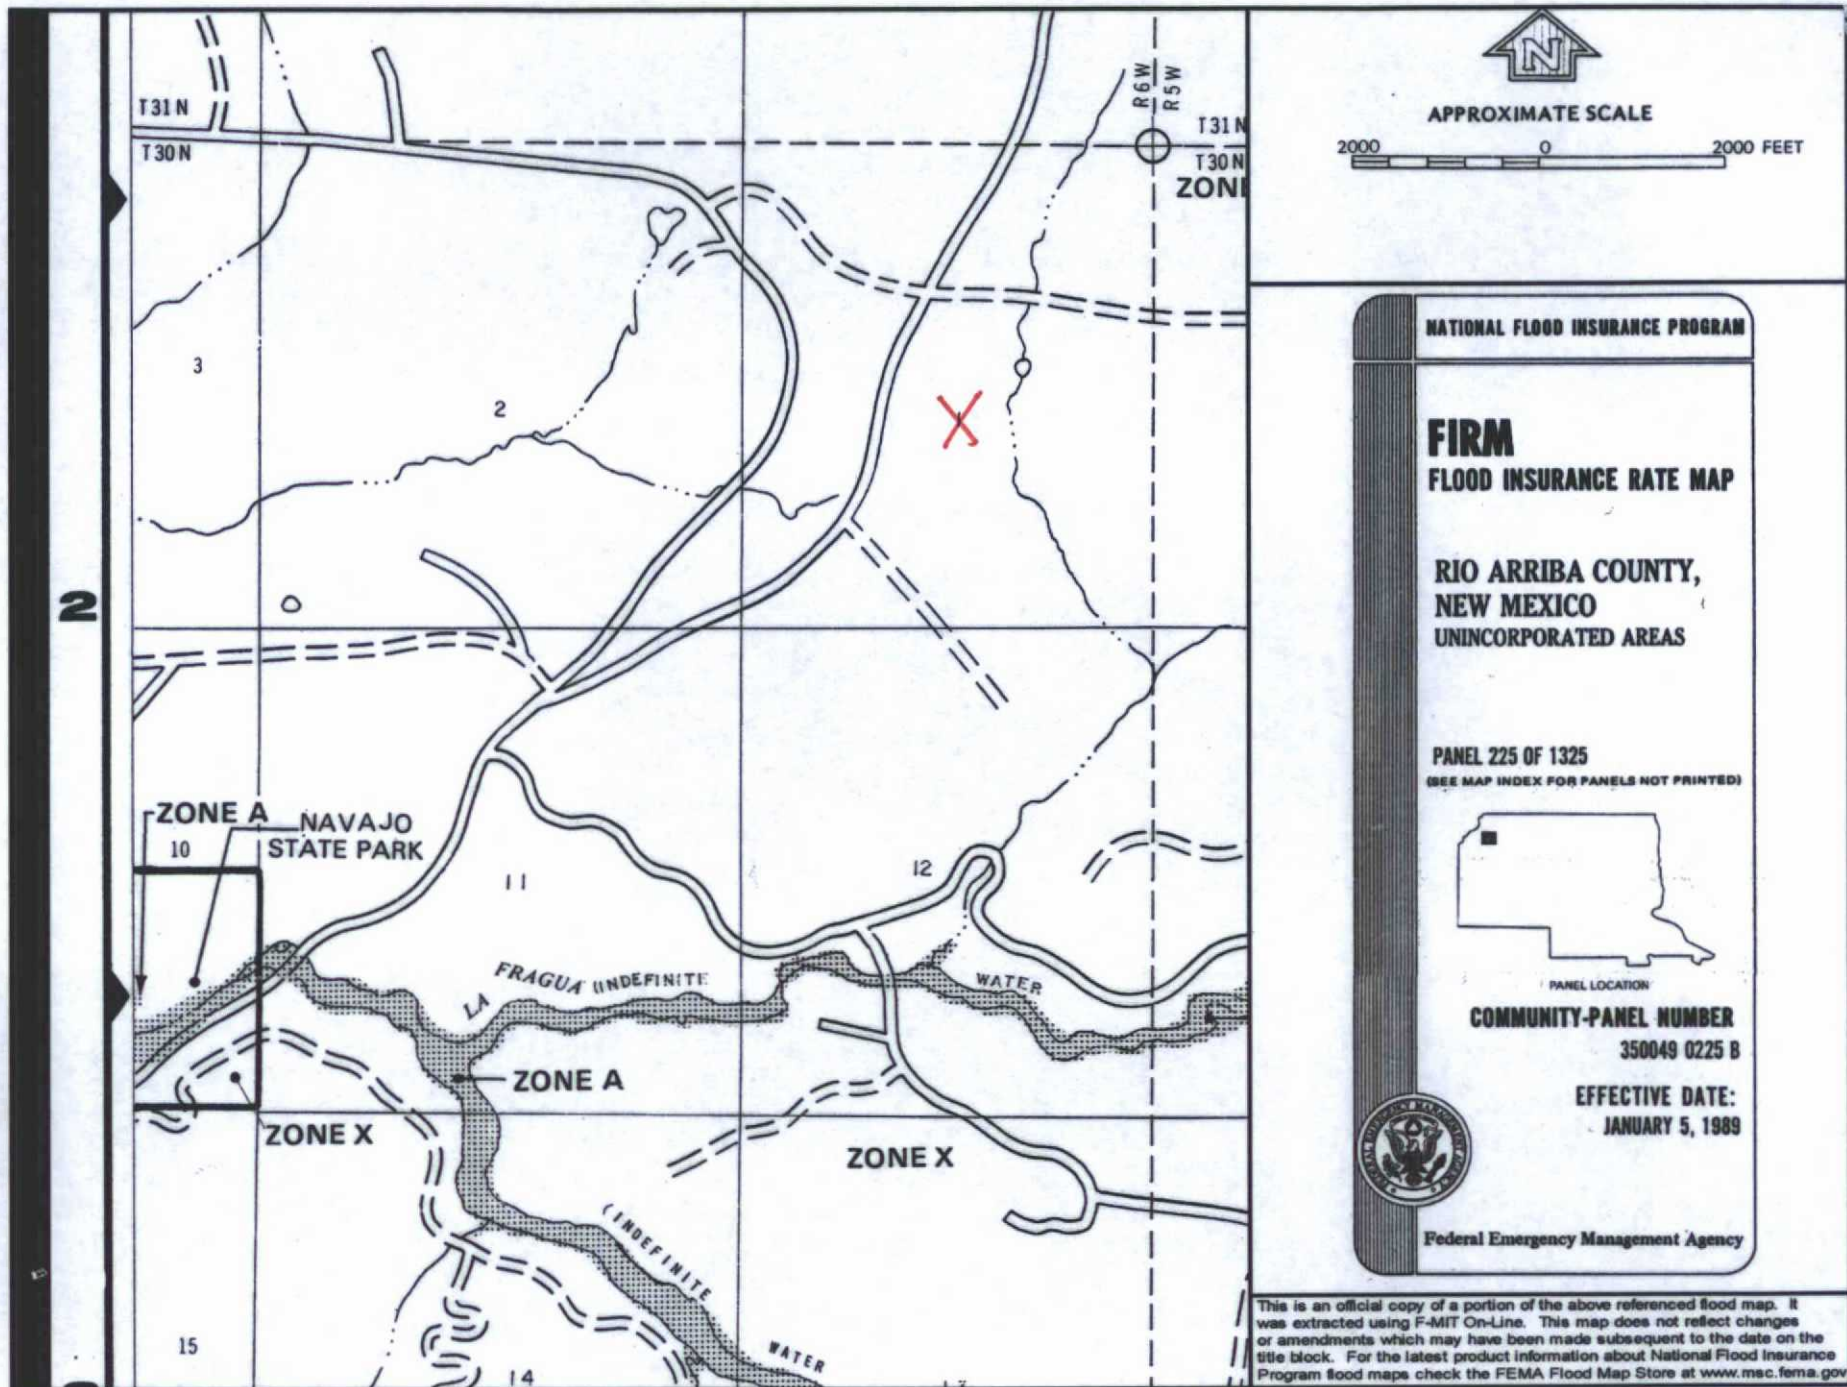 T31N
T30N
R6W
R5W
T31N
T30N
ZONE
3
2
2
ZONE A
NAVAJO
STATE PARK
10
11
12
LA FRAGUA (INDEFINITE
WATER
ZONE A
ZONE X
ZONE X
(INDEFINITE
WATER
15
14
N
APPROXIMATE SCALE
2000 0 2000 FEET
NATIONAL FLOOD INSURANCE PROGRAM
FIRM
FLOOD INSURANCE RATE MAP
RIO ARRIBA COUNTY,
NEW MEXICO
UNINCORPORATED AREAS
PANEL 225 OF 1325
(SEE MAP INDEX FOR PANELS NOT PRINTED)
PANEL LOCATION
COMMUNITY-PANEL NUMBER
350049 0225 B
EFFECTIVE DATE:
JANUARY 5, 1989
Federal Emergency Management Agency
This is an official copy of a portion of the above referenced flood map. It
was extracted using F-MIT On-Line. This map does not reflect changes
or amendments which may have been made subsequent to the date on the
title block. For the latest product information about National Flood Insurance
Program flood maps check the FEMA Flood Map Store at www.msc.fema.gov